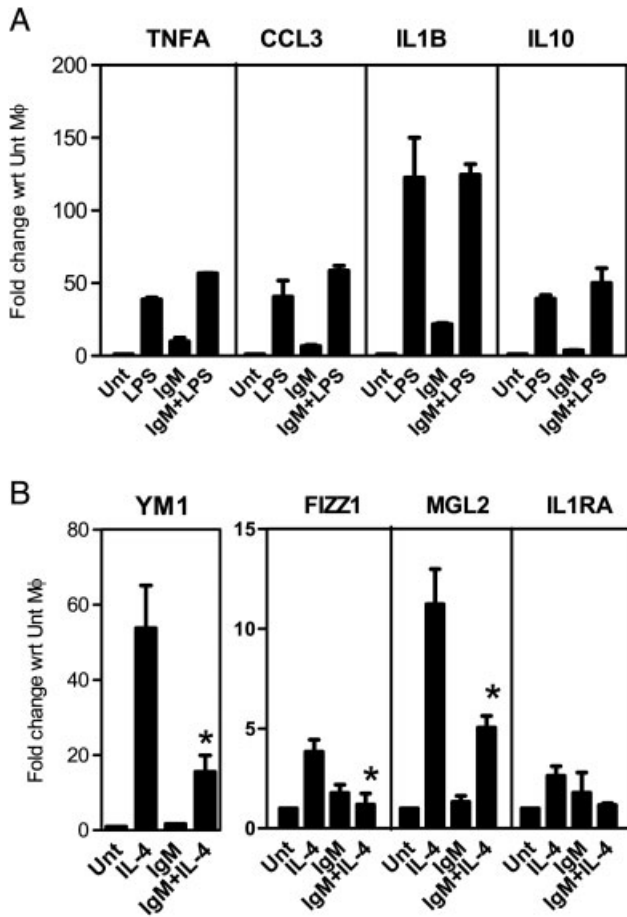 A
TNFA CCL3 IL1B IL10
Fold change wrt Unt Mϕ
200
150
100
50
0
Unt LPS IgM IgM+LPS Unt LPS IgM IgM+LPS Unt LPS IgM IgM+LPS Unt LPS IgM IgM+LPS
B
YM1 FIZZ1 MGL2 IL1RA
Fold change wrt Unt Mϕ
80
60
40
20
0
15
10
5
0
* * *
Unt IL-4 IgM IgM+IL-4 Unt IL-4 IgM IgM+IL-4 Unt IL-4 IgM IgM+IL-4 Unt IL-4 IgM IgM+IL-4